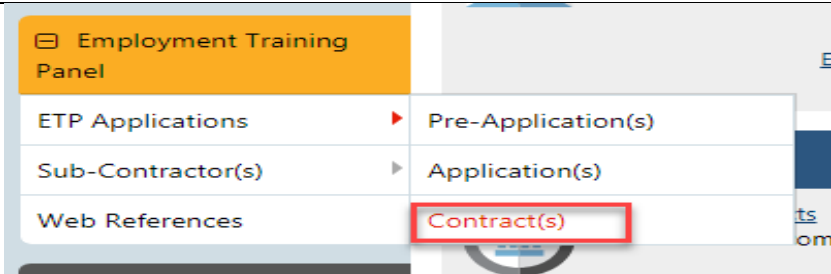 Employment Training
Panel
ETP Applications
Pre-Application(s)
Sub-Contractor(s)
Application(s)
Web References
Contract(s)